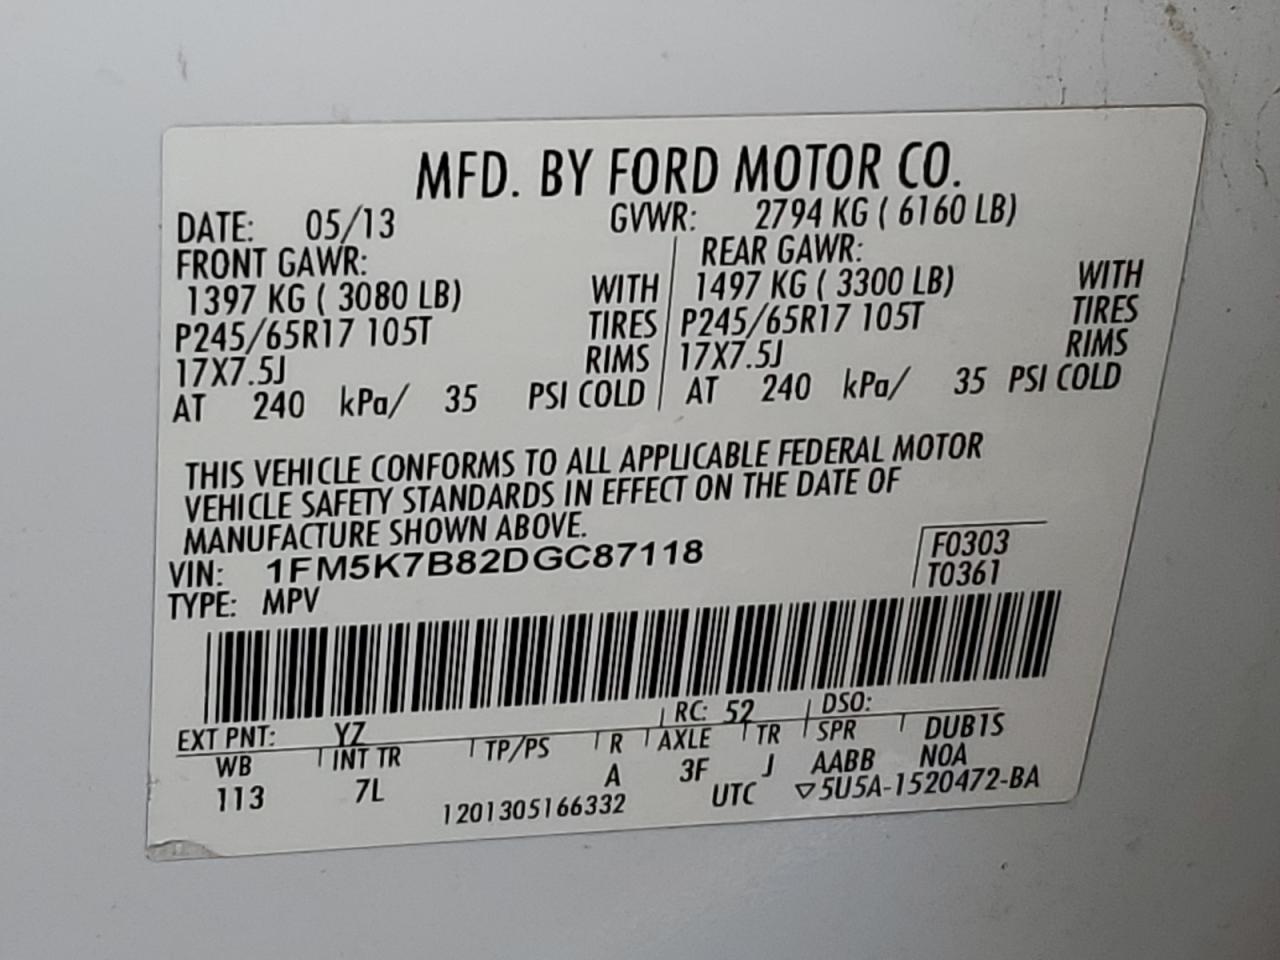 MFD. BY FORD MOTOR CO.
DATE: 05/13 GVWR: 2794 KG ( 6160 LB)
FRONT GAWR: REAR GAWR:
1397 KG ( 3080 LB) WITH 1497 KG ( 3300 LB) WITH
P245/65R17 105T TIRES P245/65R17 105T TIRES
17X7.5J RIMS 17X7.5J RIMS
AT 240 kPa/ 35 PSI COLD AT 240 kPa/ 35 PSI COLD
THIS VEHICLE CONFORMS TO ALL APPLICABLE FEDERAL MOTOR
VEHICLE SAFETY STANDARDS IN EFFECT ON THE DATE OF
MANUFACTURE SHOWN ABOVE.
VIN: 1FM5K7B82DGC87118 F0303
TYPE: MPV T0361
EXT PNT: YZ RC: 52 DSO:
WB INT TR TP/PS R AXLE TR SPR DUB1S
113 7L A 3F J AABB NOA
1201305166332 UTC ▽5U5A-1520472-BA